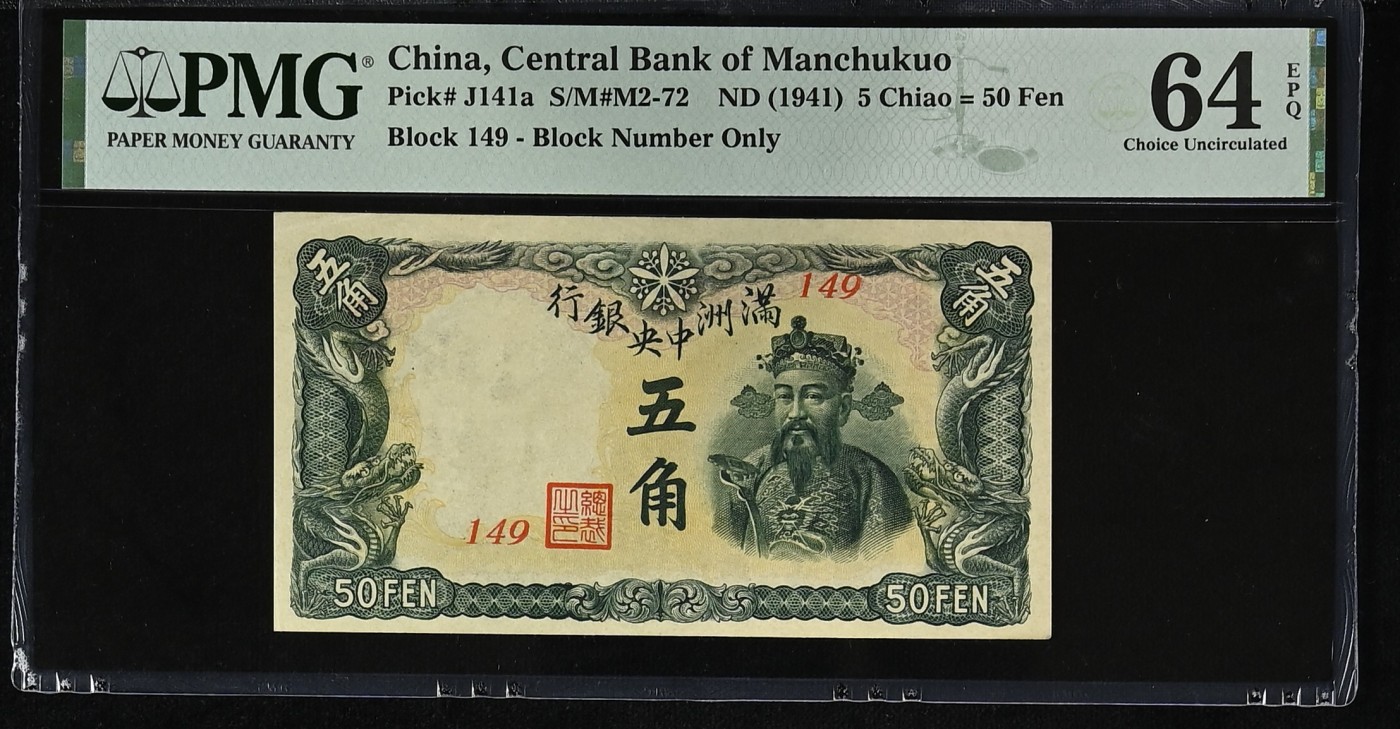 PMG®
PAPER MONEY GUARANTY
China, Central Bank of Manchukuo
Pick# J141a S/M#M2-72 ND (1941) 5 Chiao = 50 Fen
Block 149 - Block Number Only
64
EPQ
Choice Uncirculated
五角
五角
149
滿洲中央銀行
五角
149
總裁之印
50 FEN
50 FEN